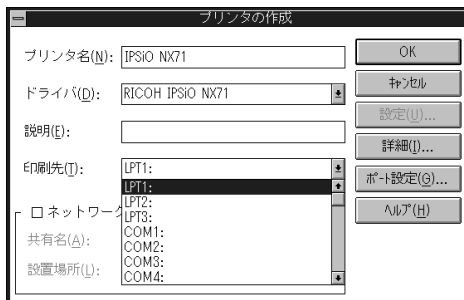 プリンタの作成
プリンタ名(N): IPSiO NX71
ドライバ(D): RICOH IPSiO NX71
説明(E):
印刷先(T): LPT1:
LPT1:
LPT2:
LPT3:
COM1:
COM2:
COM3:
COM4:
ネットワーク
共有名(A):
設置場所(L):
OK
キャンセル
設定(U)...
詳細(I)...
ポート設定(G)...
ヘルプ(H)